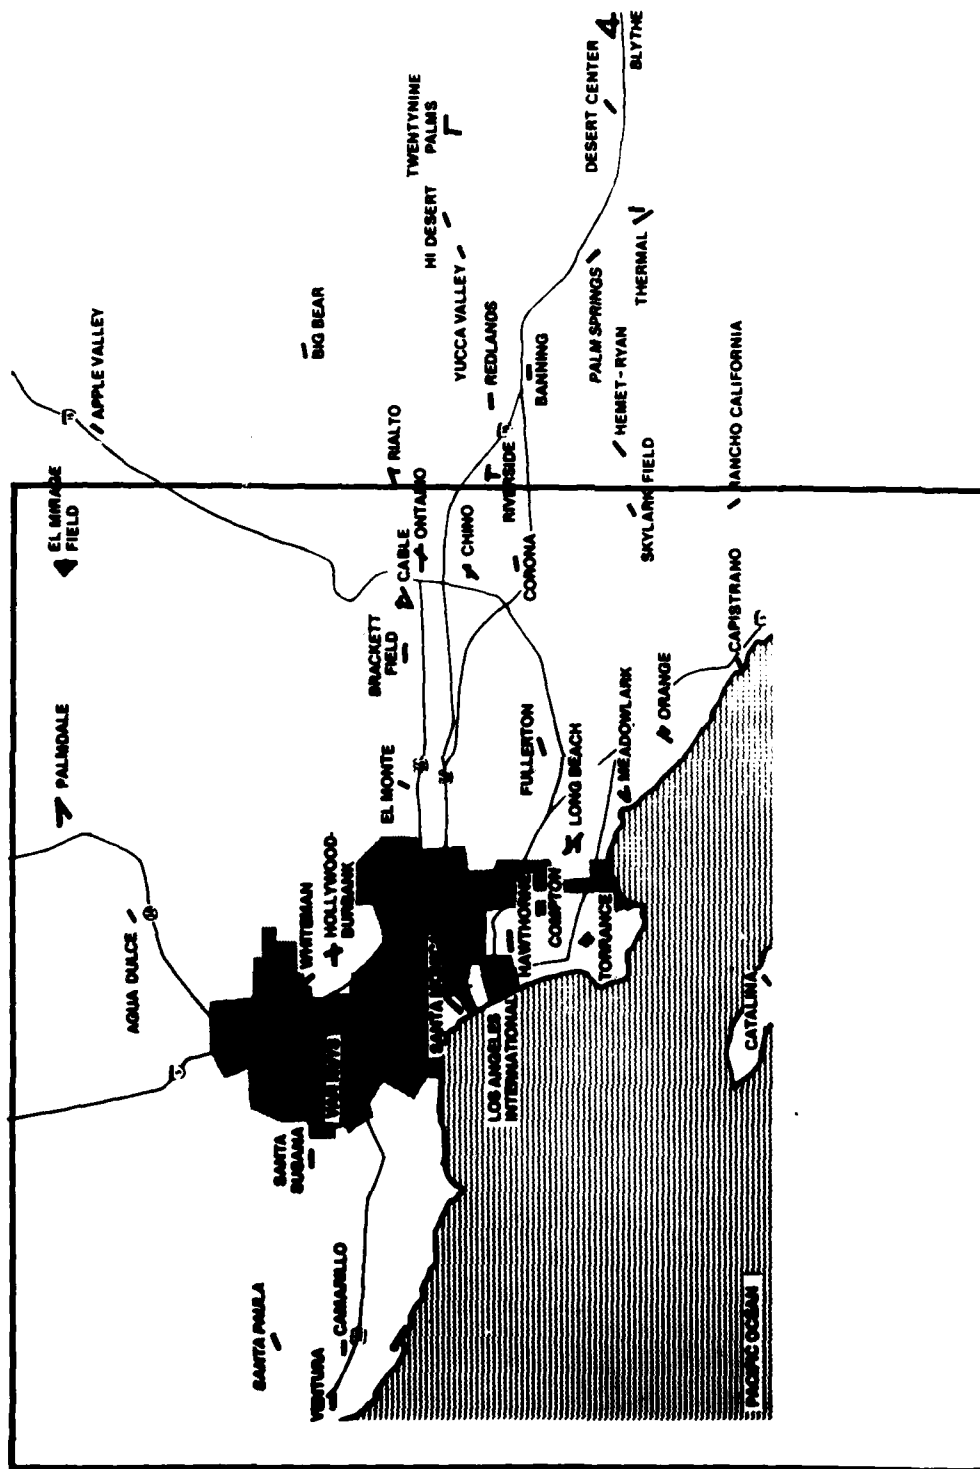 EL MIRAGE
FIELD
APPLE VALLEY
PALMDALE
AGUA DULCE
BIG BEAR
TWENTYNINE
PALMS
HI DESERT
YUCCA VALLEY
REDLANDS
BANNING
DESERT CENTER
BLYTHE
PALM SPRINGS
THERMAL
HEMET-RYAN
SKYLARK FIELD
RANCHO CALIFORNIA
RIALTO
ONTARIO
CABLE
CHINO
RIVERSIDE
CORONA
BRACKETT
FIELD
EL MONTE
FULLERTON
LONG BEACH
MEADOWLARK
ORANGE
CAPISTRANO
WHITEMAN
HOLLYWOOD-
BURBANK
HAWTHORNE
COMPTON
TORRANCE
SANTA
LOS ANGELES
INTERNATIONAL
CATALINA
SANTA
SUSANA
SANTA PAULA
CAMARILLO
VENTURA
PACIFIC OCEAN